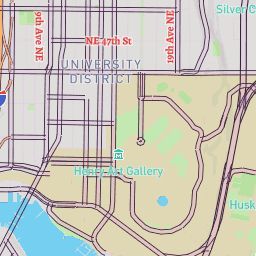 Silver C
9th Ave NE
NE 47th St
19th Ave NE
UNIVERSITY
DISTRICT
Henry Art Gallery
Husk